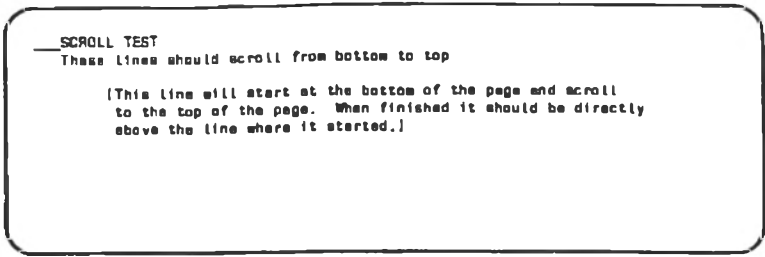 ___SCROLL TEST
These lines should scroll from bottom to top
[This line will start at the bottom of the page and scroll
to the top of the page. When finished it should be directly
above the line where it started.]